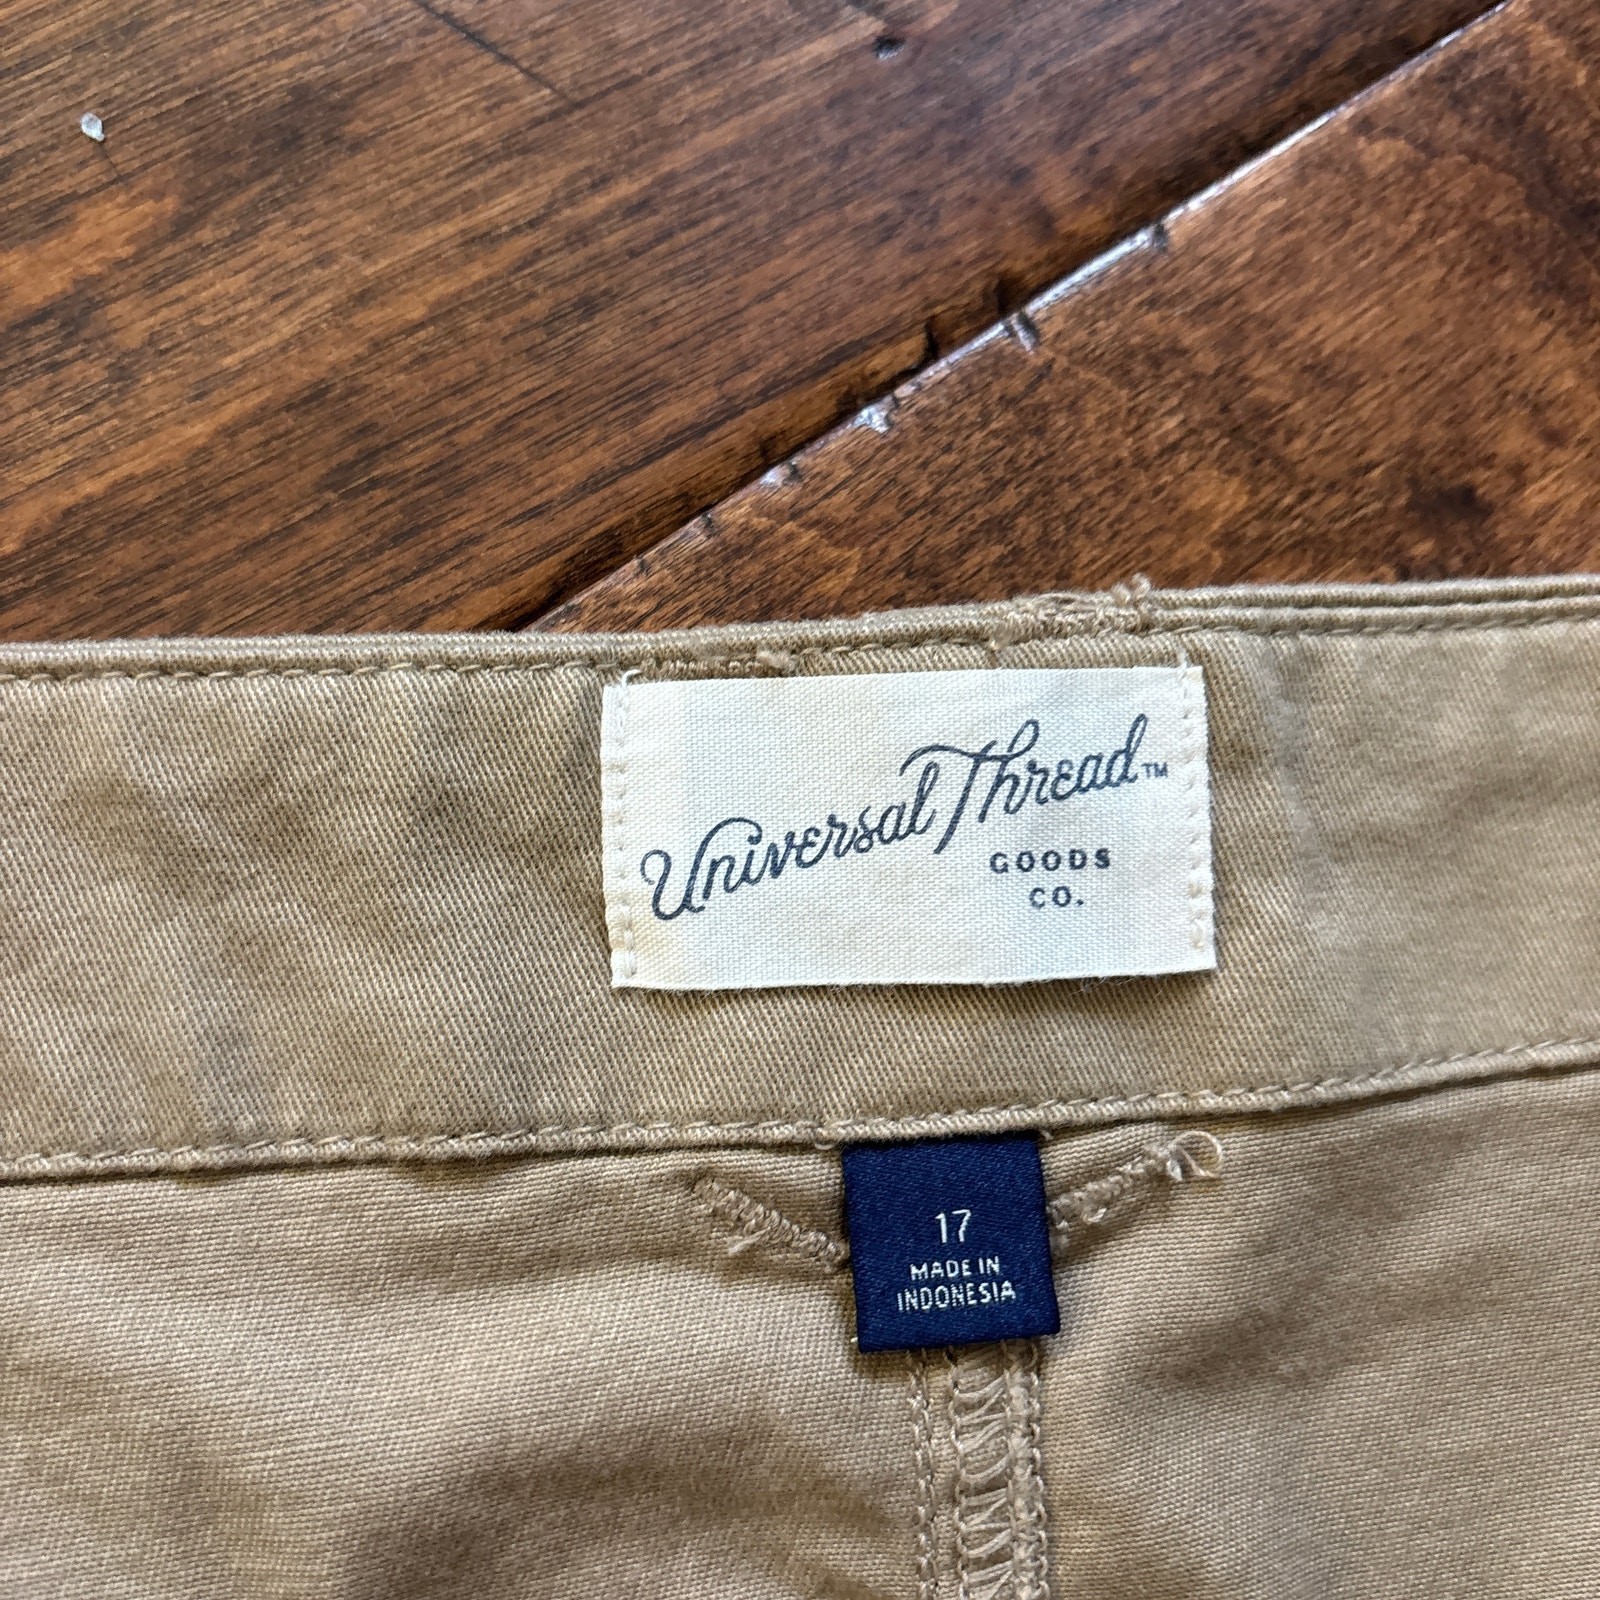 Universal Thread™
GOODS
CO.
17
MADE IN
INDONESIA